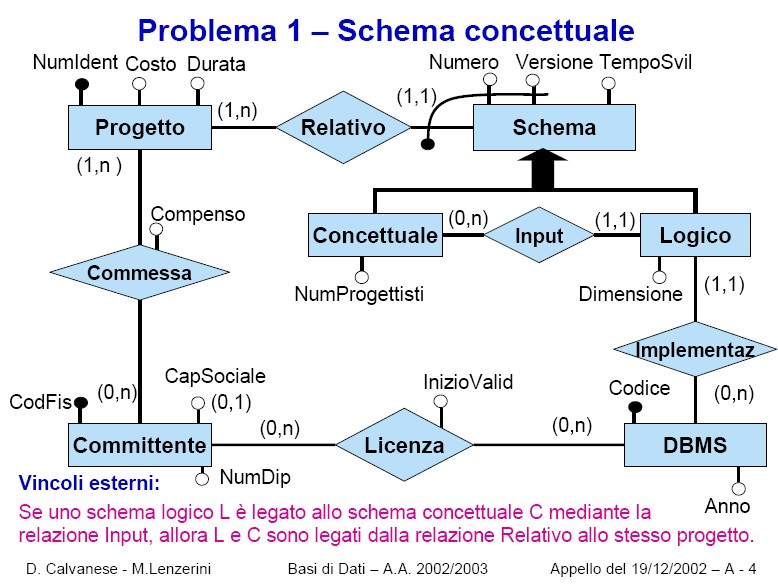 Problema 1 – Schema concettuale
NumIdent Costo Durata Numero Versione TempoSvil
(1,n) (1,1)
Progetto Relativo Schema
(1,n )
Compenso
(0,n) (1,1)
Concettuale Input Logico
Commessa
NumProgettisti Dimensione (1,1)
Implementaz
CapSociale InizioValid Codice
CodFis (0,n) (0,1) (0,n)
(0,n) (0,n)
Committente Licenza DBMS
NumDip
Anno
Vincoli esterni:
Se uno schema logico L è legato allo schema concettuale C mediante la
relazione Input, allora L e C sono legati dalla relazione Relativo allo stesso progetto.
D. Calvanese - M.Lenzerini Basi di Dati – A.A. 2002/2003 Appello del 19/12/2002 – A - 4